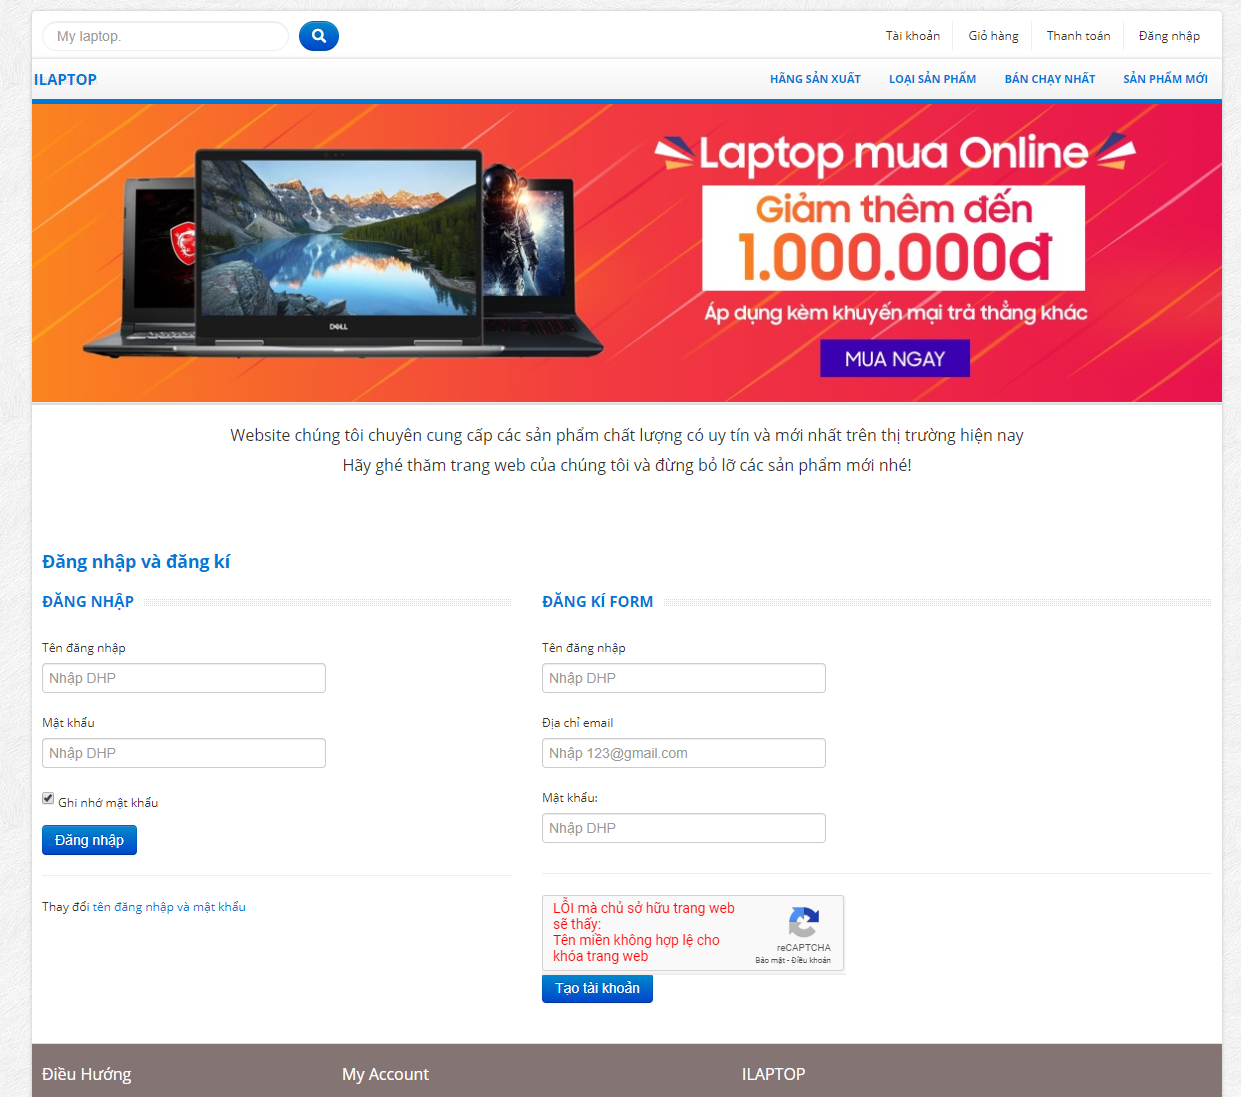 My laptop.
Tài khoản
Giỏ hàng
Thanh toán
Đăng nhập
ILAPTOP
HÃNG SẢN XUẤT
LOẠI SẢN PHẨM
BÁN CHẠY NHẤT
SẢN PHẨM MỚI
Laptop mua Online
Giảm thêm đến
1.000.000đ
Áp dụng kèm khuyến mại trả thẳng khác
MUA NGAY
DELL
Website chúng tôi chuyên cung cấp các sản phẩm chất lượng có uy tín và mới nhất trên thị trường hiện nay
Hãy ghé thăm trang web của chúng tôi và đừng bỏ lỡ các sản phẩm mới nhé!
Đăng nhập và đăng kí
ĐĂNG NHẬP
Tên đăng nhập
Nhập DHP
Mật khẩu
Nhập DHP
Ghi nhớ mật khẩu
Đăng nhập
Thay đổi tên đăng nhập và mật khẩu
ĐĂNG KÍ FORM
Tên đăng nhập
Nhập DHP
Địa chỉ email
Nhập 123@gmail.com
Mật khẩu:
Nhập DHP
LỖI mà chủ sở hữu trang web
sẽ thấy:
Tên miền không hợp lệ cho
khóa trang web
reCAPTCHA
Bảo mật - Điều khoản
Tạo tài khoản
Điều Hướng
My Account
ILAPTOP